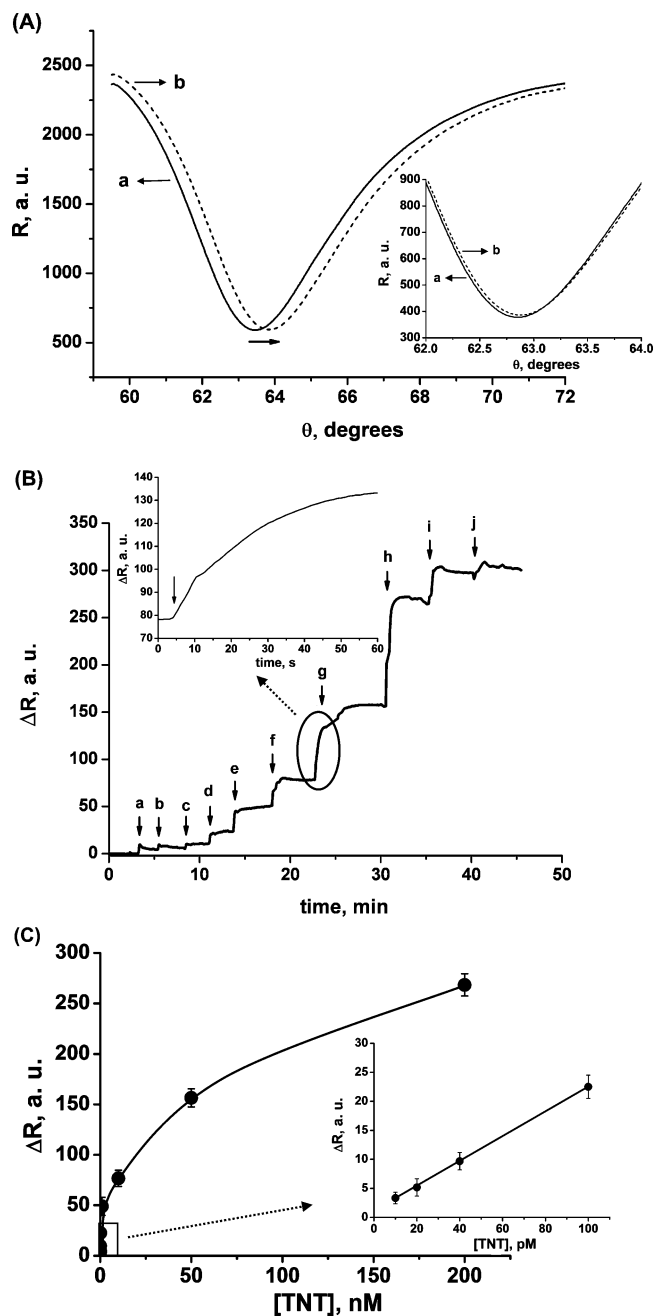 (A)
2500
2000
1500
1000
500
R, a. u.
b
a
60 62 64 66 68 70 72
θ, degrees
900
800
700
600
500
400
300
R, a. u.
b
a
62.0 62.5 63.0 63.5 64.0
θ, degrees
(B)
350
300
250
200
150
100
50
0
ΔR, a. u.
140
130
120
110
100
90
80
70
ΔR, a. u.
0 10 20 30 40 50 60
time, s
a b c d e f g h i j
0 10 20 30 40 50
time, min
(C)
300
250
200
150
100
50
0
ΔR, a. u.
30
25
20
15
10
5
0
ΔR, a. u.
0 20 40 60 80 100
[TNT], pM
0 50 100 150 200
[TNT], nM